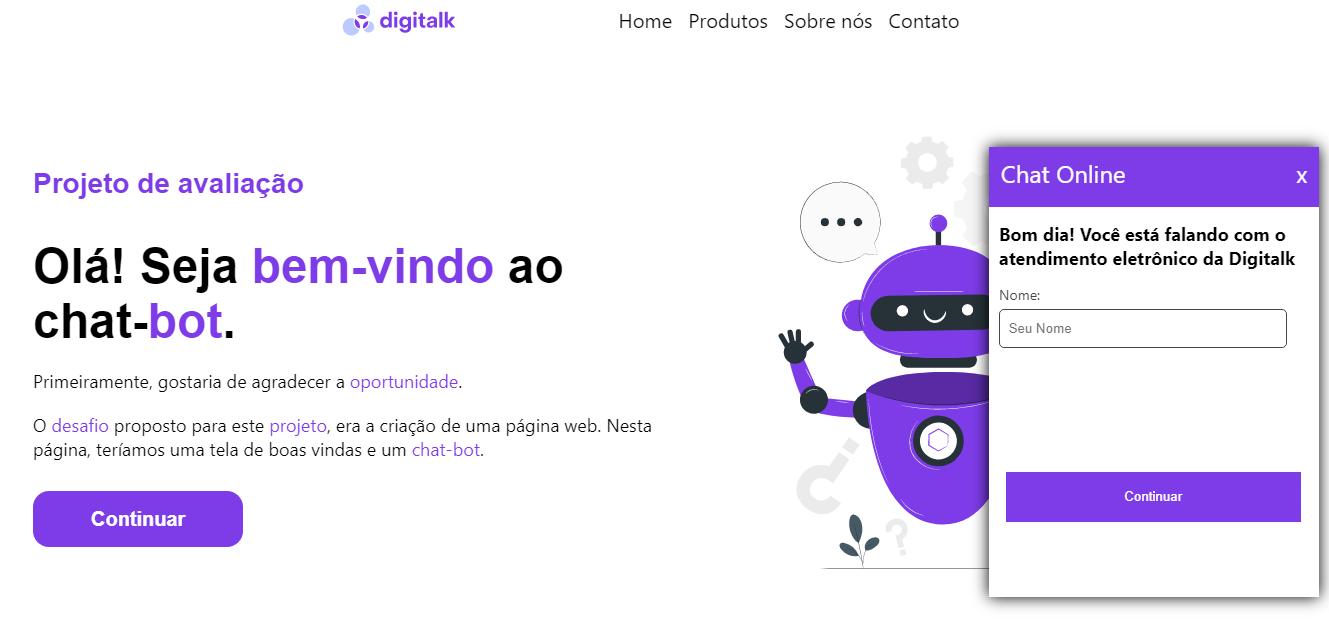 digitalk
Home Produtos Sobre nós Contato
Projeto de avaliação
Olá! Seja bem-vindo ao
chat-bot.
Primeiramente, gostaria de agradecer a oportunidade.
O desafio proposto para este projeto, era a criação de uma página web. Nesta
página, teríamos uma tela de boas vindas e um chat-bot.
Continuar
Chat Online x
Bom dia! Você está falando com o
atendimento eletrônico da Digitalk
Nome:
Seu Nome
Continuar